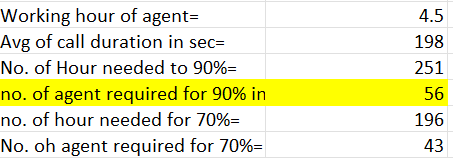 Working hour of agent= 4.5
Avg of call duration in sec= 198
No. of Hour needed to 90%= 251
no. of agent required for 90% in 56
no. of hour needed for 70%= 196
No. oh agent required for 70%= 43